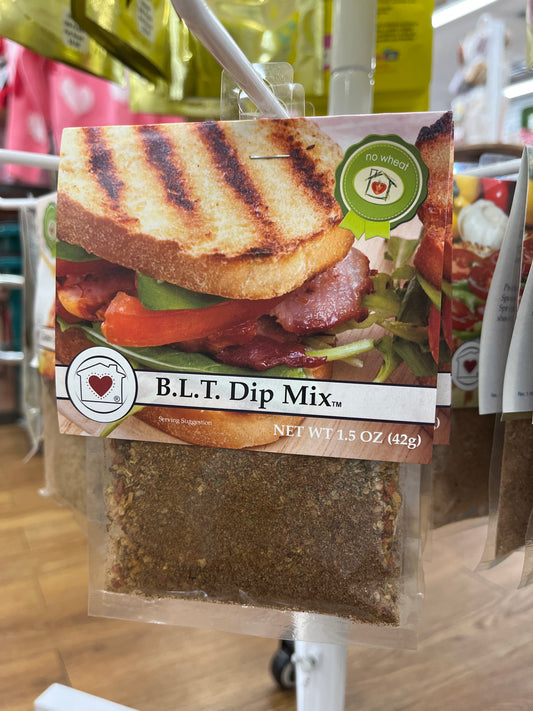 no wheat
B.L.T. Dip Mix™
®
Serving Suggestion
NET WT 1.5 OZ (42g)